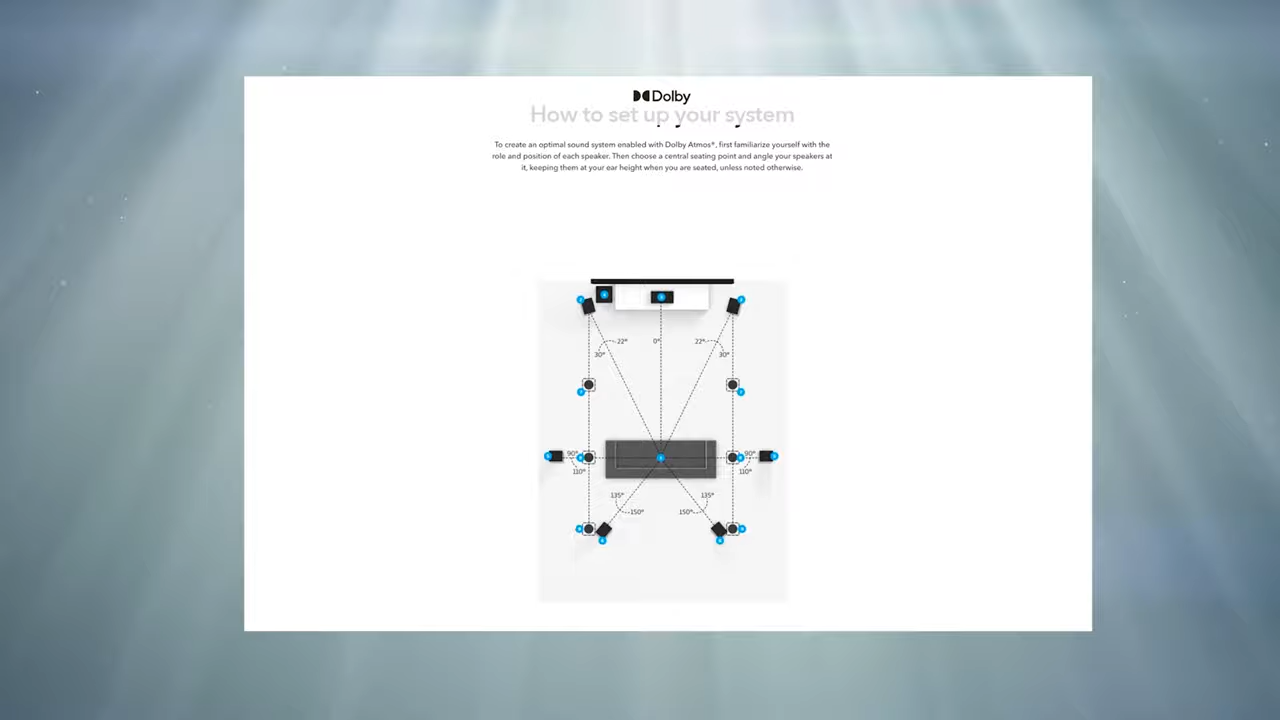 Dolby
How to set up your system
To create an optimal sound system enabled with Dolby Atmos®, first familiarize yourself with the
role and position of each speaker. Then choose a central seating point and angle your speakers at
it, keeping them at your ear height when you are seated, unless noted otherwise.
22° 0° 22°
30° 30°
90° 90°
110° 110°
135° 135°
150° 150°